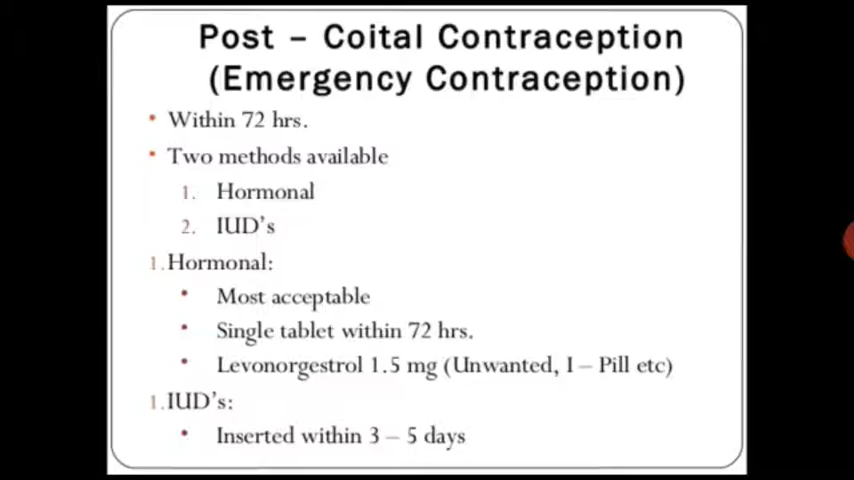 Post – Coital Contraception
(Emergency Contraception)
• Within 72 hrs.
• Two methods available
1. Hormonal
2. IUD's
1. Hormonal:
• Most acceptable
• Single tablet within 72 hrs.
• Levonorgestrol 1.5 mg (Unwanted, I – Pill etc)
1. IUD's:
• Inserted within 3 – 5 days